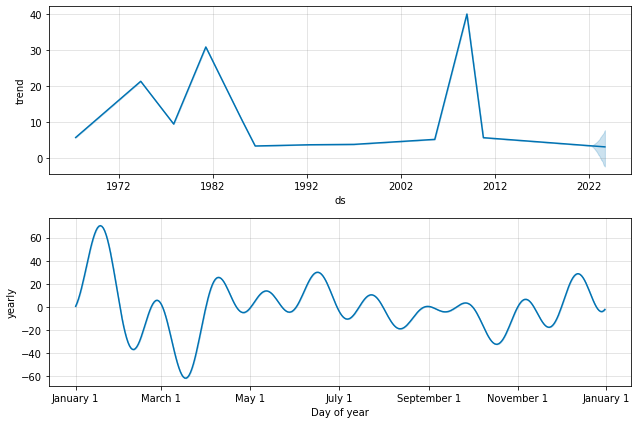 40
30
20
10
0
trend
1972 1982 1992 2002 2012 2022
ds
60
40
20
0
−20
−40
−60
yearly
January 1 March 1 May 1 July 1 September 1 November 1 January 1
Day of year